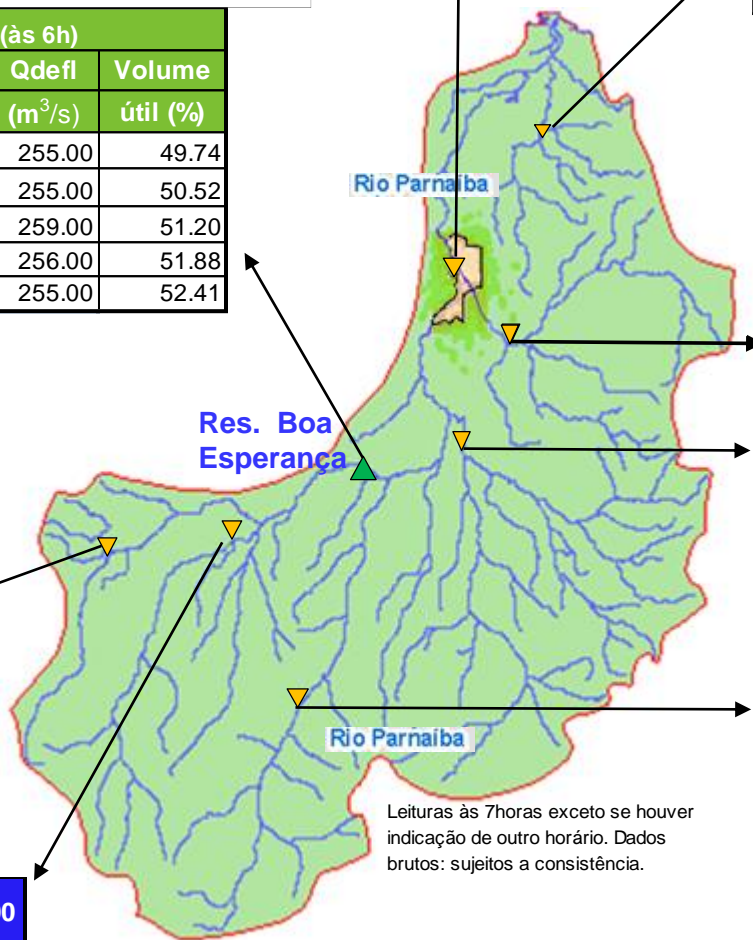 (às 6h)
Qdefl Volume
(m³/s) útil (%)
255.00 49.74
255.00 50.52
259.00 51.20
256.00 51.88
255.00 52.41
Rio Parnaíba
Res. Boa
Esperança
Rio Parnaíba
Leituras às 7horas exceto se houver
indicação de outro horário. Dados
brutos: sujeitos a consistência.